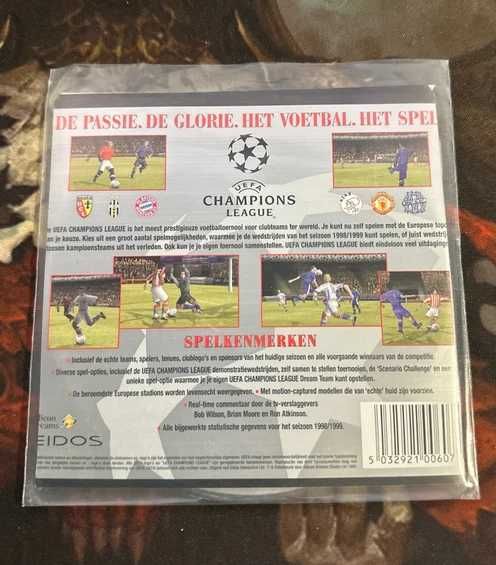 DE PASSIE. DE GLORIE. HET VOETBAL. HET SPEL
UEFA
CHAMPIONS
LEAGUE
de UEFA CHAMPIONS LEAGUE is het meest prestigieuze voetbaltoernooi voor clubteams ter wereld. Je kunt nu zelf spelen met de Europese topc
an je keuze. Kies uit een groot aantal spelmogelijkheden, waarmee je de wedstrijden van het seizoen 1998/1999 kunt spelen, of juist wedstrij
tussen kampioensteams uit het verleden. Ook kun je je eigen toernooi samenstellen. UEFA CHAMPIONS LEAGUE biedt eindeloos veel uitdaging
SPELKENMERKEN
• Inclusief de echte teams, spelers, tenues, clublogo's en sponsors van het huidige seizoen en alle voorgaande winnaars van de competitie.
• Diverse spel-opties, inclusief de UEFA CHAMPIONS LEAGUE demonstratiewedstrijden, zelf samen te stellen toernooien, de 'Scenario Challenge' en een
unieke spel-optie waarmee je je eigen UEFA CHAMPIONS LEAGUE Dream Team kunt opstellen.
• De beroemdste Europese stadions worden levensecht weergegeven. • Met motion-captured modellen die van 'echte' huid zijn voorzien.
• Real-time commentaar door de tv-verslaggevers
Bob Wilson, Brian Moore en Ron Atkinson.
• Alle bijgewerkte statistische gegevens voor het seizoen 1998/1999.
EIDOS
5 032921 00607